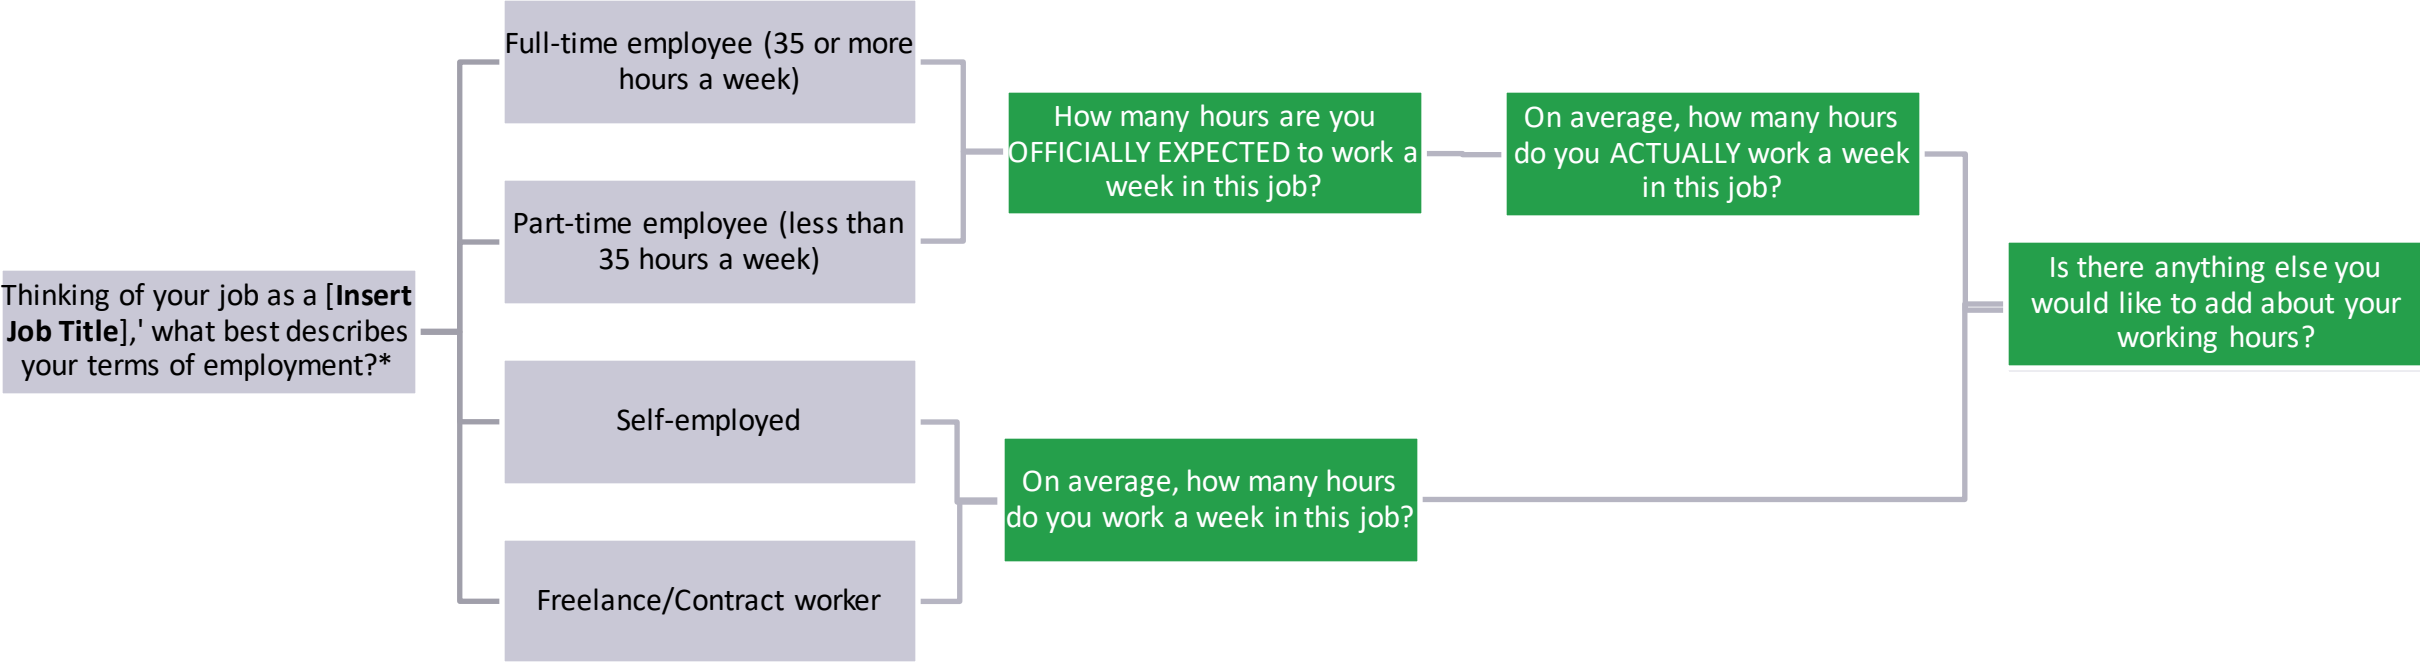 Thinking of your job as a [Insert
Job Title],' what best describes
your terms of employment?*
Full-time employee (35 or more
hours a week)
Part-time employee (less than
35 hours a week)
Self-employed
Freelance/Contract worker
How many hours are you
OFFICIALLY EXPECTED to work a
week in this job?
On average, how many hours
do you ACTUALLY work a week
in this job?
On average, how many hours
do you work a week in this job?
Is there anything else you
would like to add about your
working hours?